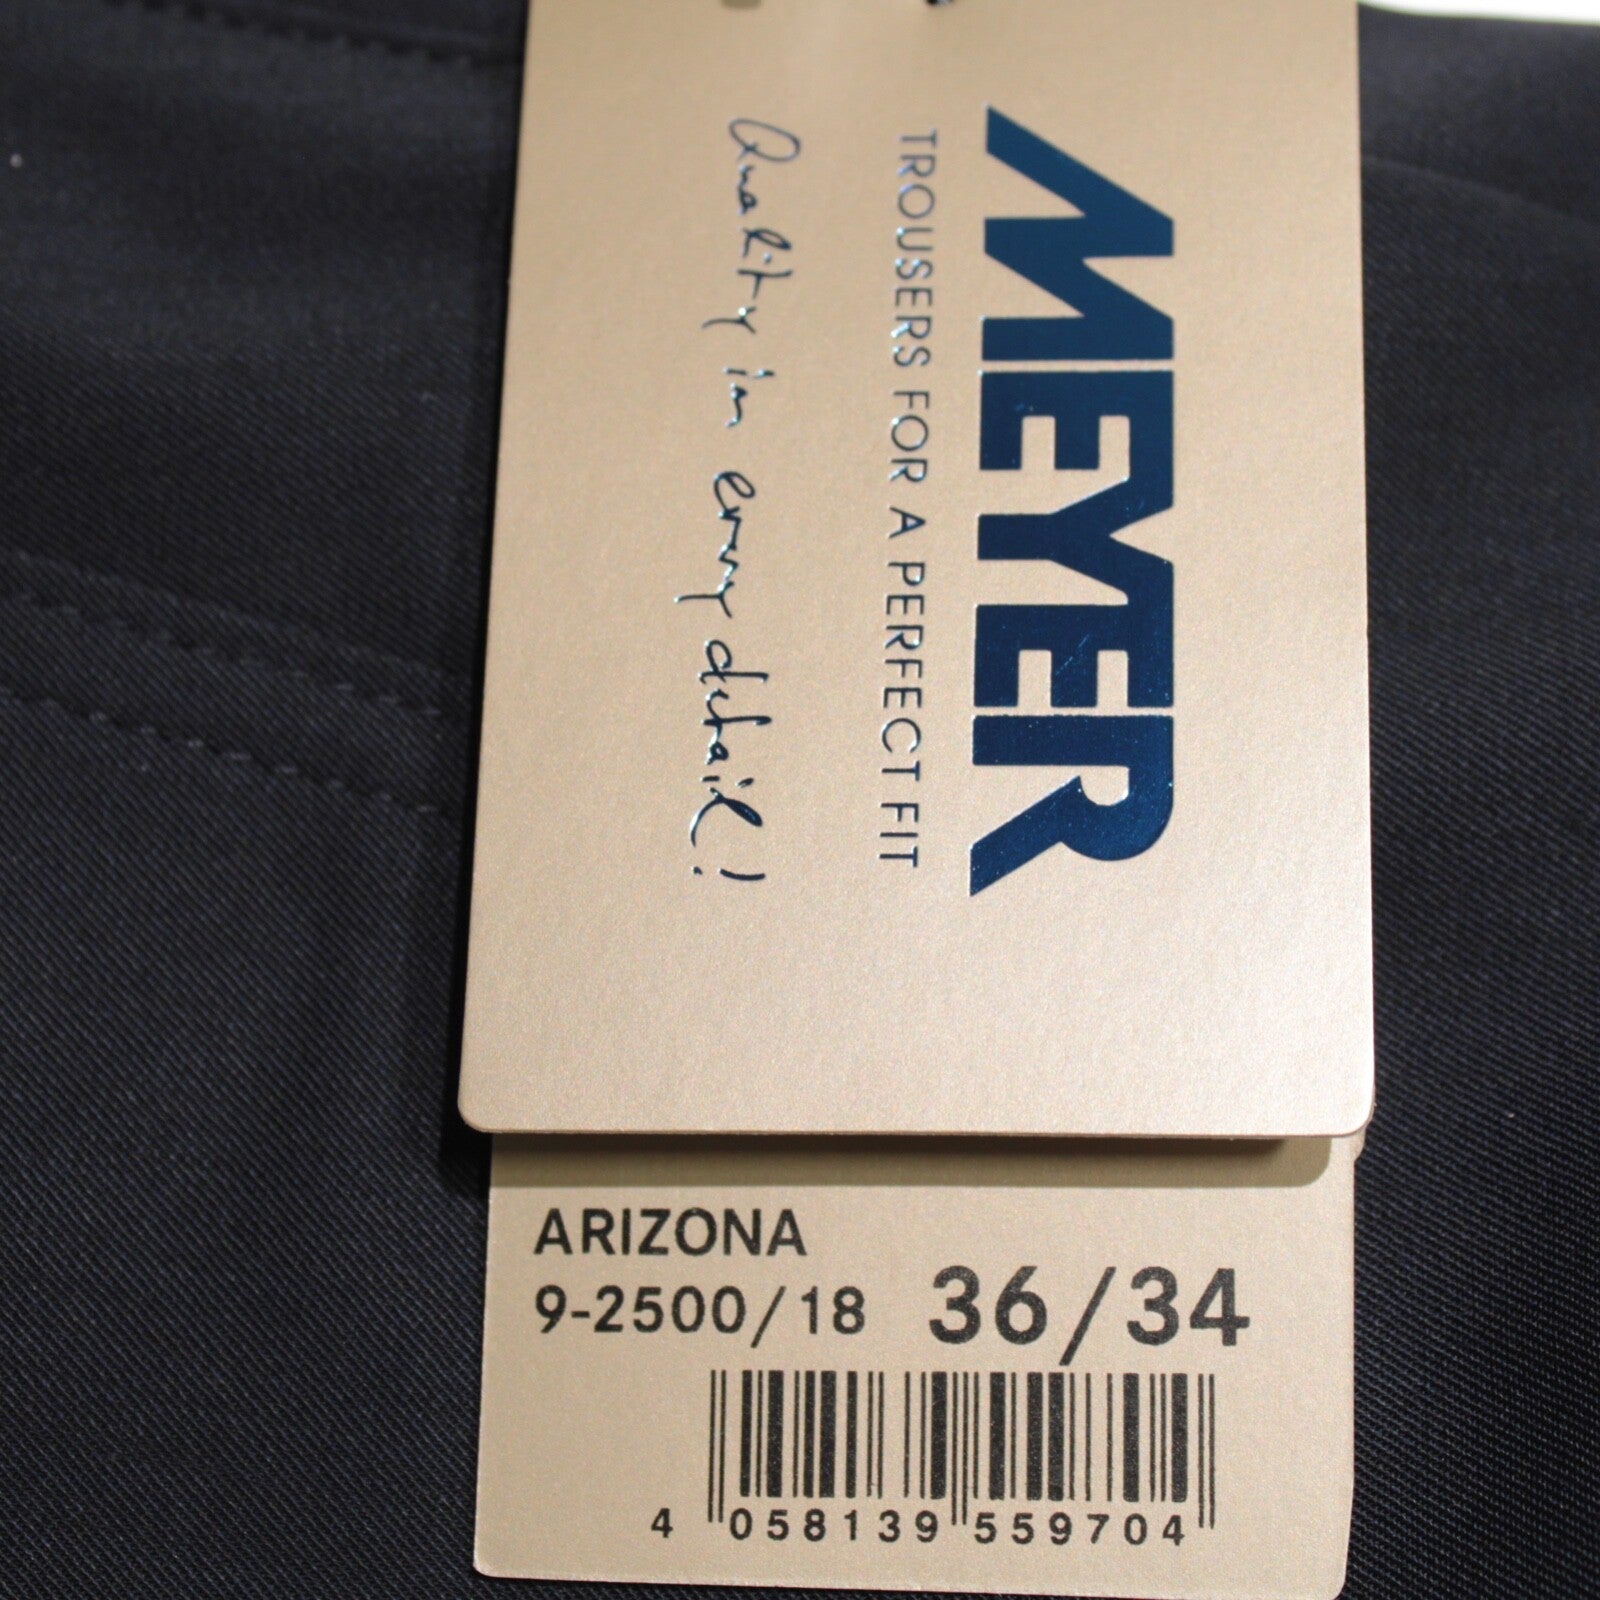 MEYER
TROUSERS FOR A PERFECT FIT
Quality in every detail!
ARIZONA
9-2500/18 36/34
4 058139 559704